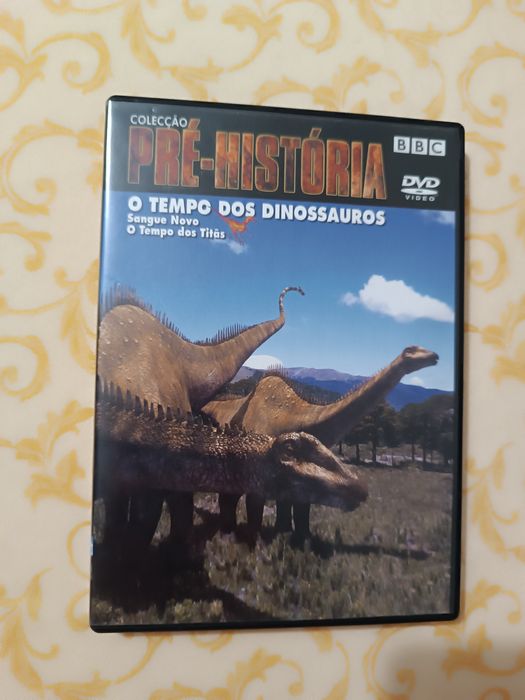 COLECÇÃO
PRÉ-HISTÓRIA
BBC
DVD
VIDEO
O TEMPO DOS DINOSSAUROS
Sangue Novo
O Tempo dos Titãs